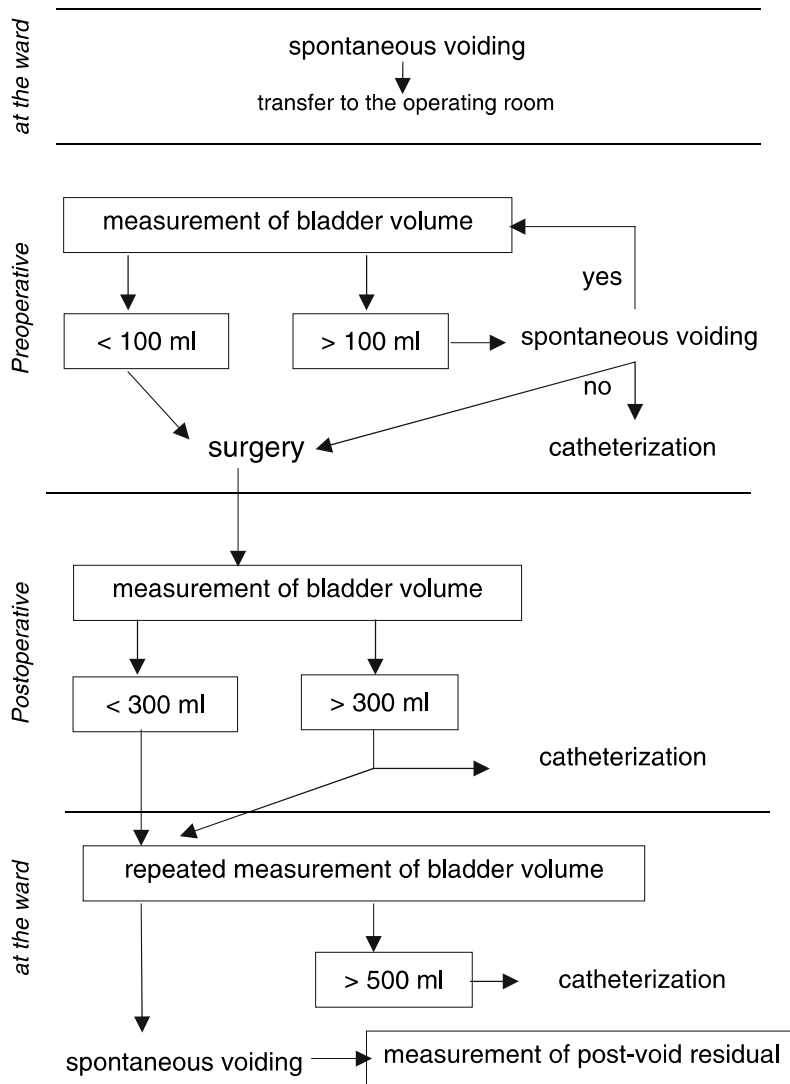 at the ward
spontaneous voiding
transfer to the operating room
Preoperative
measurement of bladder volume
yes
< 100 ml
> 100 ml
spontaneous voiding
no
surgery
catheterization
Postoperative
measurement of bladder volume
< 300 ml
> 300 ml
catheterization
at the ward
repeated measurement of bladder volume
> 500 ml
catheterization
spontaneous voiding
measurement of post-void residual